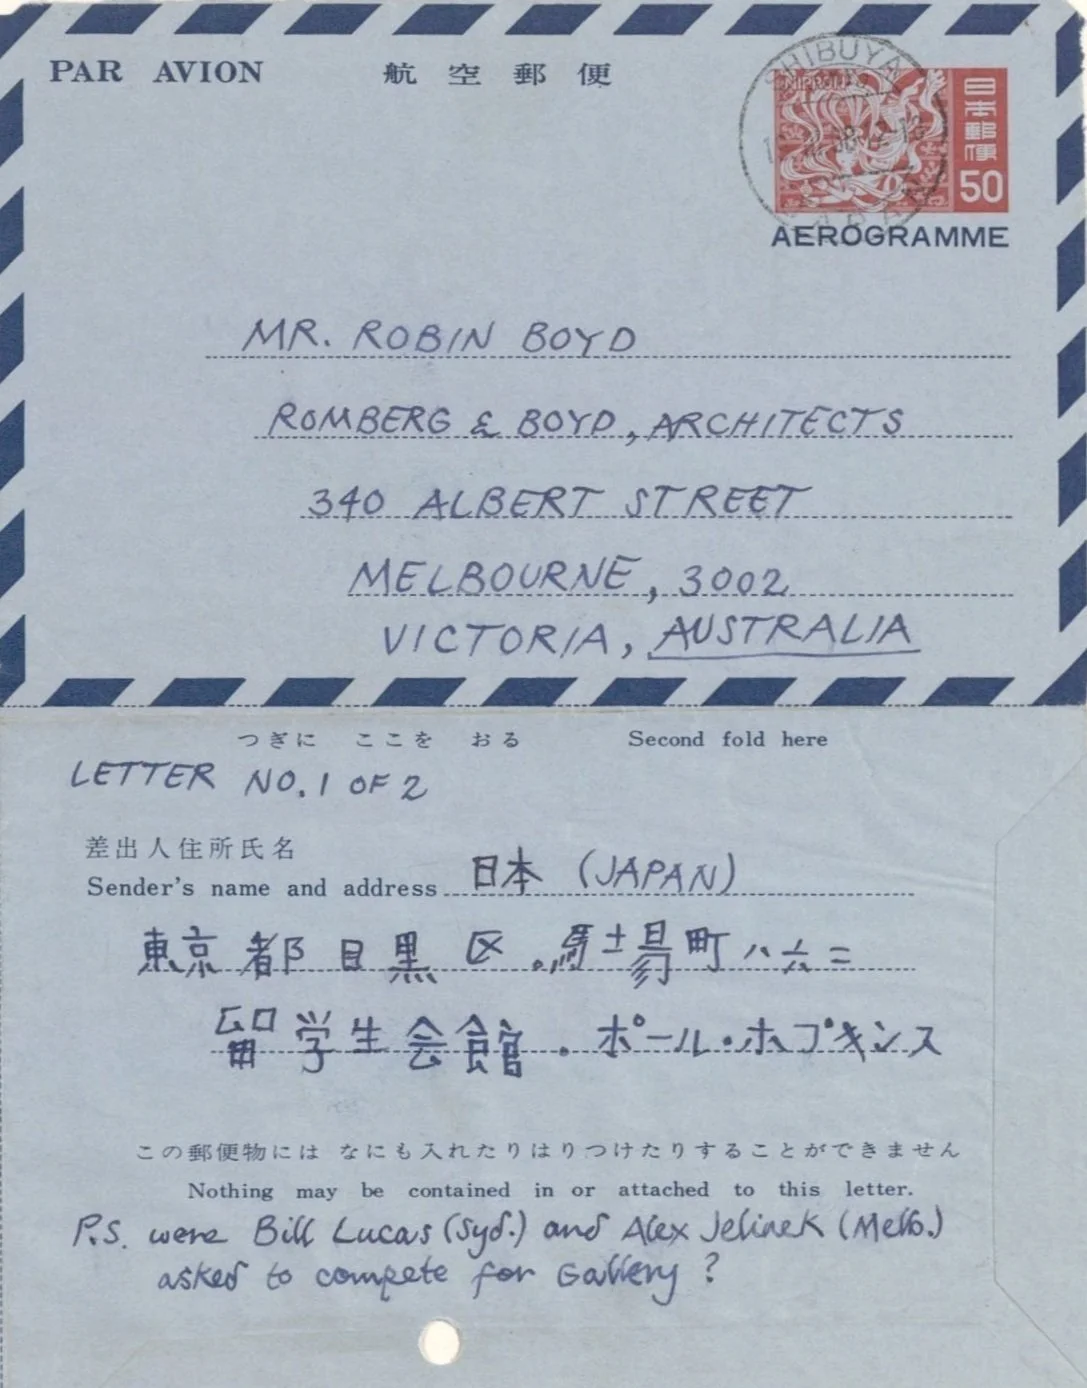 PAR AVION 航空郵便
SHIBUYA
NIPPON
日本郵便
50
JAPAN
AEROGRAMME
MR. ROBIN BOYD
ROMBERG & BOYD, ARCHITECTS
340 ALBERT STREET
MELBOURNE, 3002
VICTORIA, AUSTRALIA
つぎに ここを おる Second fold here
LETTER NO. 1 OF 2
差出人住所氏名
Sender's name and address 日本 (JAPAN)
東京都目黒区.馬場町八六二
留学生会館.ポール・ホプキンス
この郵便物には なにも入れたりはりつけたりすることができません
Nothing may be contained in or attached to this letter.
P.S. were Bill Lucas (Syd.) and Alex Jelinek (Melb.)
asked to compete for Gallery ?